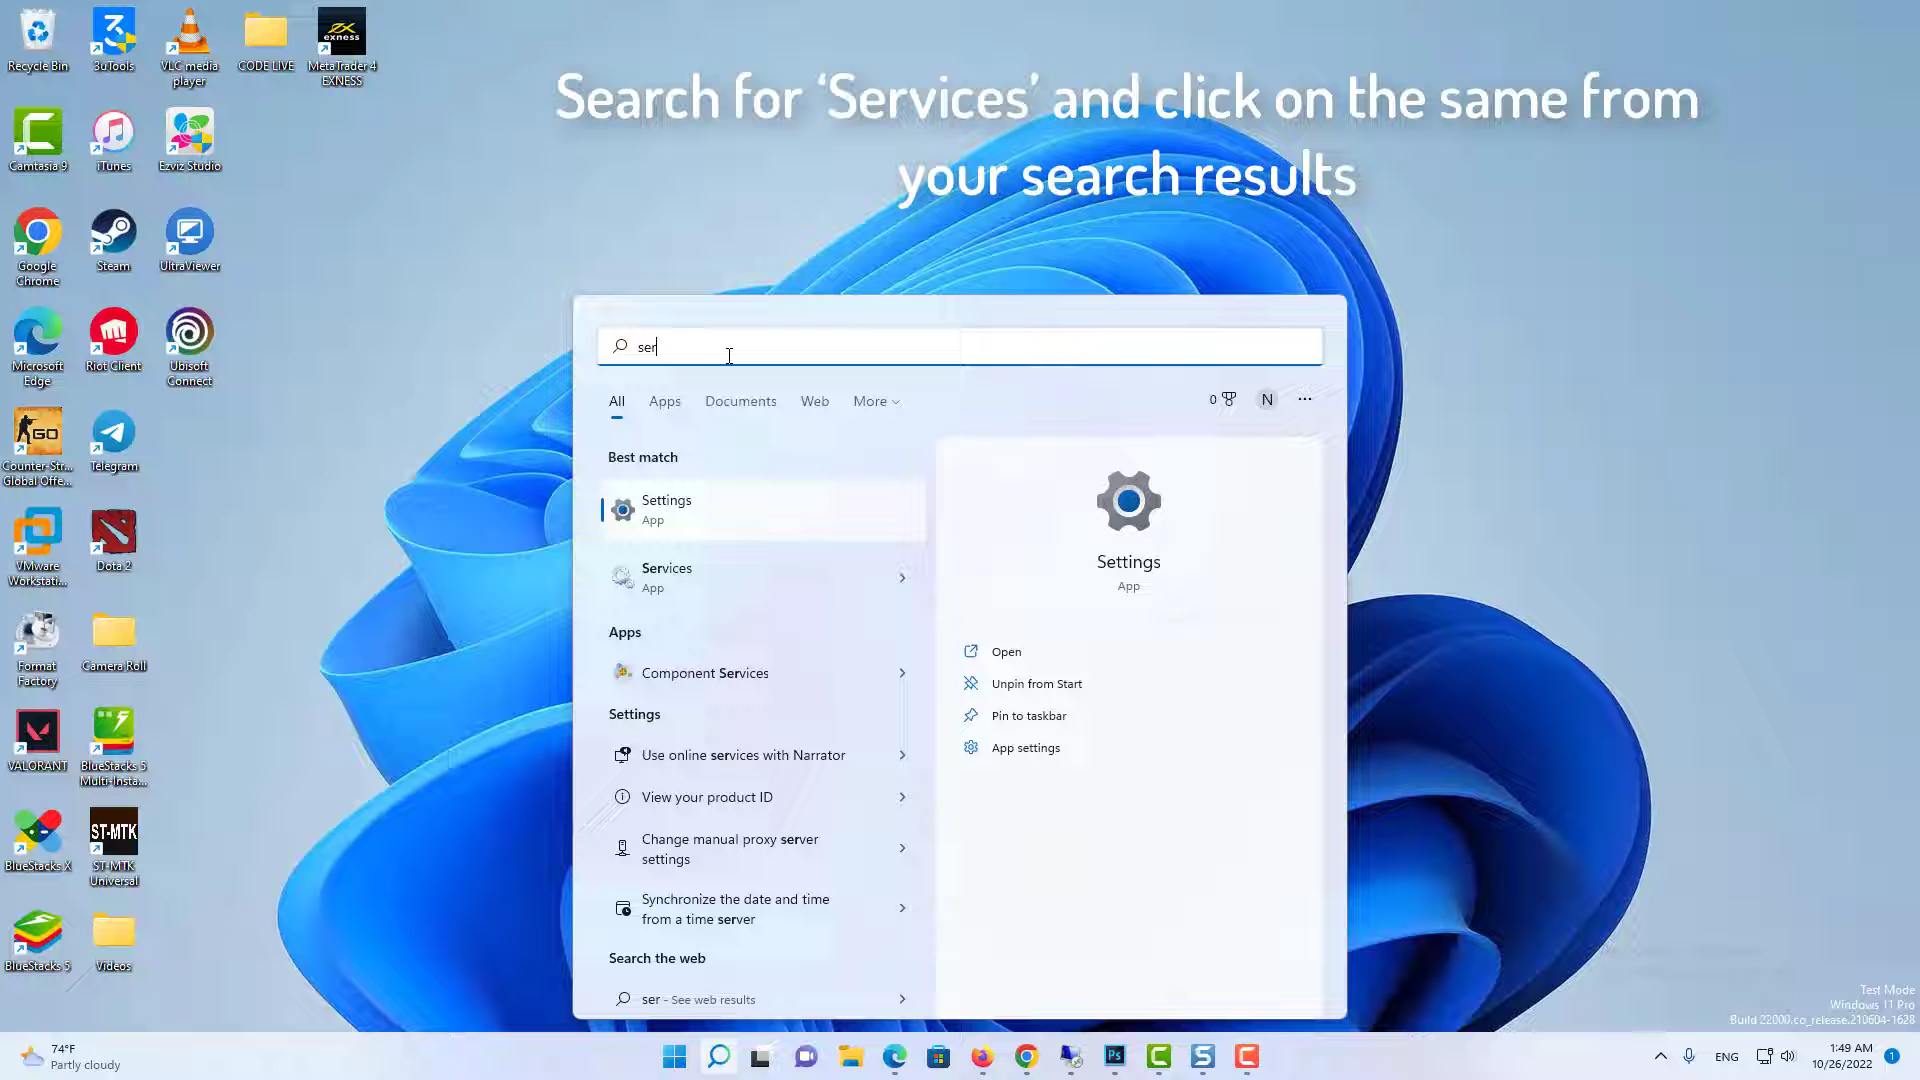 Search for ‘Services’ and click on the same from
your search results
Recycle Bin
3uTools
VLC media
player
CODE LIVE
exness
MetaTrader 4
EXNESS
Camtasia 9
iTunes
Ezviz Studio
Google
Chrome
Steam
UltraViewer
Microsoft
Edge
Riot Client
Ubisoft
Connect
GO
Counter-Str...
Global Offe...
Telegram
VMware
Workstati...
Dota 2
Format
Factory
Camera Roll
VALORANT
BlueStacks 5
Multi-Insta...
BlueStacks X
ST-MTK
ST-MTK
Universal
BlueStacks 5
Videos
ser
All
Apps
Documents
Web
More
0
N
...
Best match
Settings
App
Services
App
Apps
Component Services
Settings
Use online services with Narrator
View your product ID
Change manual proxy server
settings
Synchronize the date and time
from a time server
Search the web
ser - See web results
Settings
App
Open
Unpin from Start
Pin to taskbar
App settings
Test Mode
Windows 11 Pro
Build 22000.co_release.210604-1628
74°F
Partly cloudy
Ps
ENG
1:49 AM
10/26/2022
1